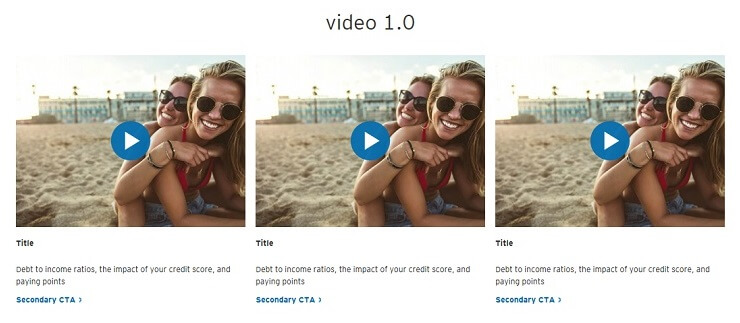 video 1.0
Title
Debt to income ratios, the impact of your credit score, and
paying points
Secondary CTA ›
Title
Debt to income ratios, the impact of your credit score, and
paying points
Secondary CTA ›
Title
Debt to income ratios, the impact of your credit score, and
paying points
Secondary CTA ›